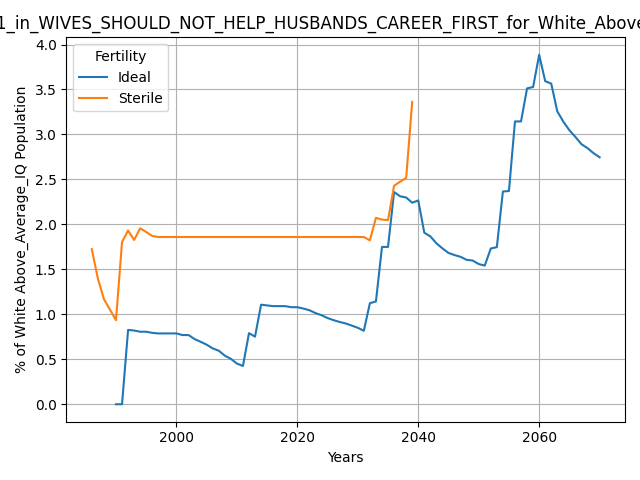 1_in_WIVES_SHOULD_NOT_HELP_HUSBANDS_CAREER_FIRST_for_White_Above
Fertility
Ideal
Sterile
% of White Above_Average_IQ Population
4.0
3.5
3.0
2.5
2.0
1.5
1.0
0.5
0.0
2000 2020 2040 2060
Years